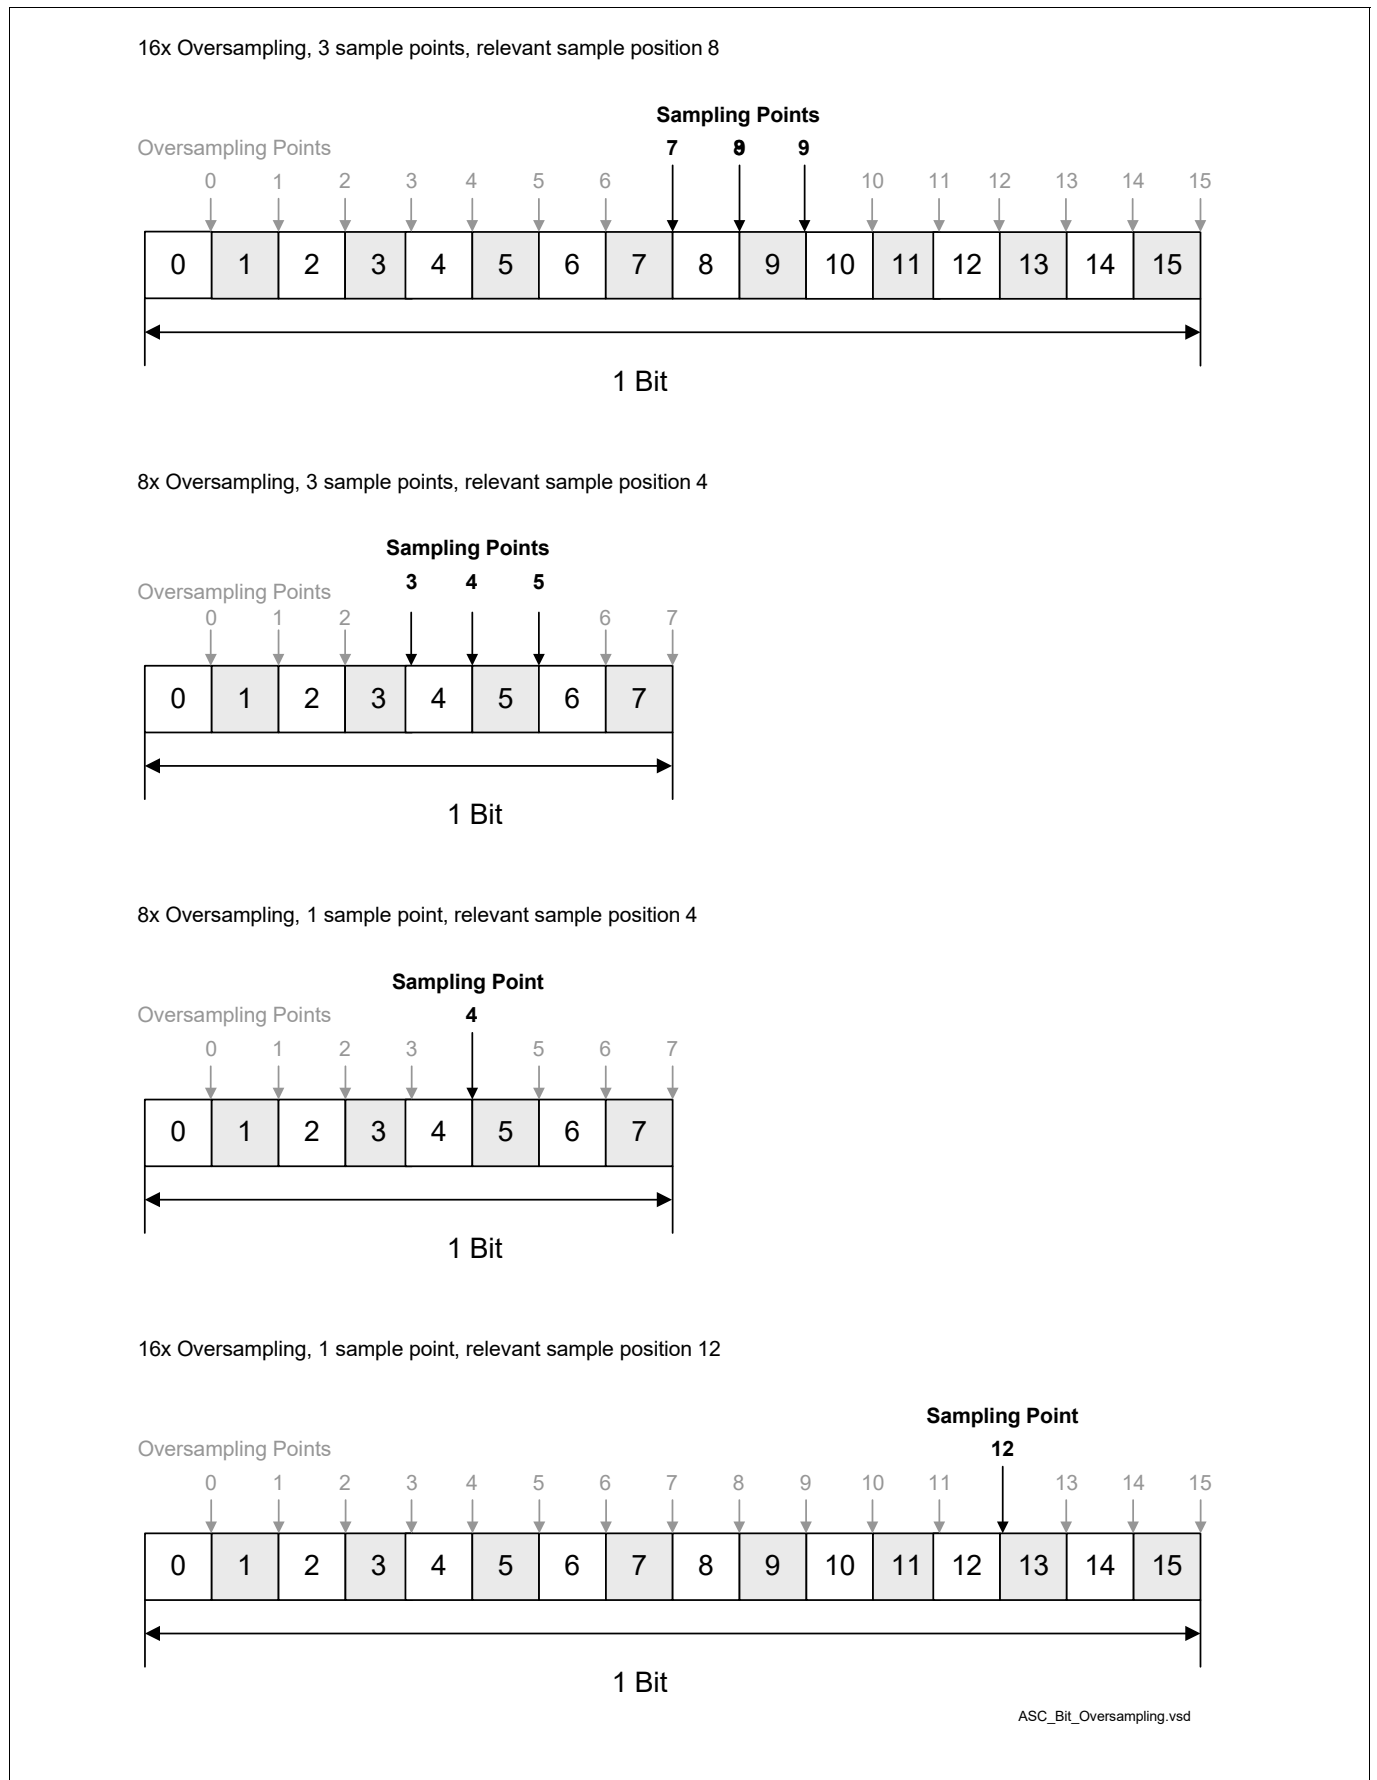 16x Oversampling, 3 sample points, relevant sample position 8
Sampling Points
Oversampling Points 7 8 9
0 1 2 3 4 5 6 10 11 12 13 14 15
0 1 2 3 4 5 6 7 8 9 10 11 12 13 14 15
1 Bit
8x Oversampling, 3 sample points, relevant sample position 4
Sampling Points
Oversampling Points 3 4 5
0 1 2 6 7
0 1 2 3 4 5 6 7
1 Bit
8x Oversampling, 1 sample point, relevant sample position 4
Sampling Point
Oversampling Points 4
0 1 2 3 5 6 7
0 1 2 3 4 5 6 7
1 Bit
16x Oversampling, 1 sample point, relevant sample position 12
Sampling Point
Oversampling Points 12
0 1 2 3 4 5 6 7 8 9 10 11 13 14 15
0 1 2 3 4 5 6 7 8 9 10 11 12 13 14 15
1 Bit
ASC_Bit_Oversampling.vsd